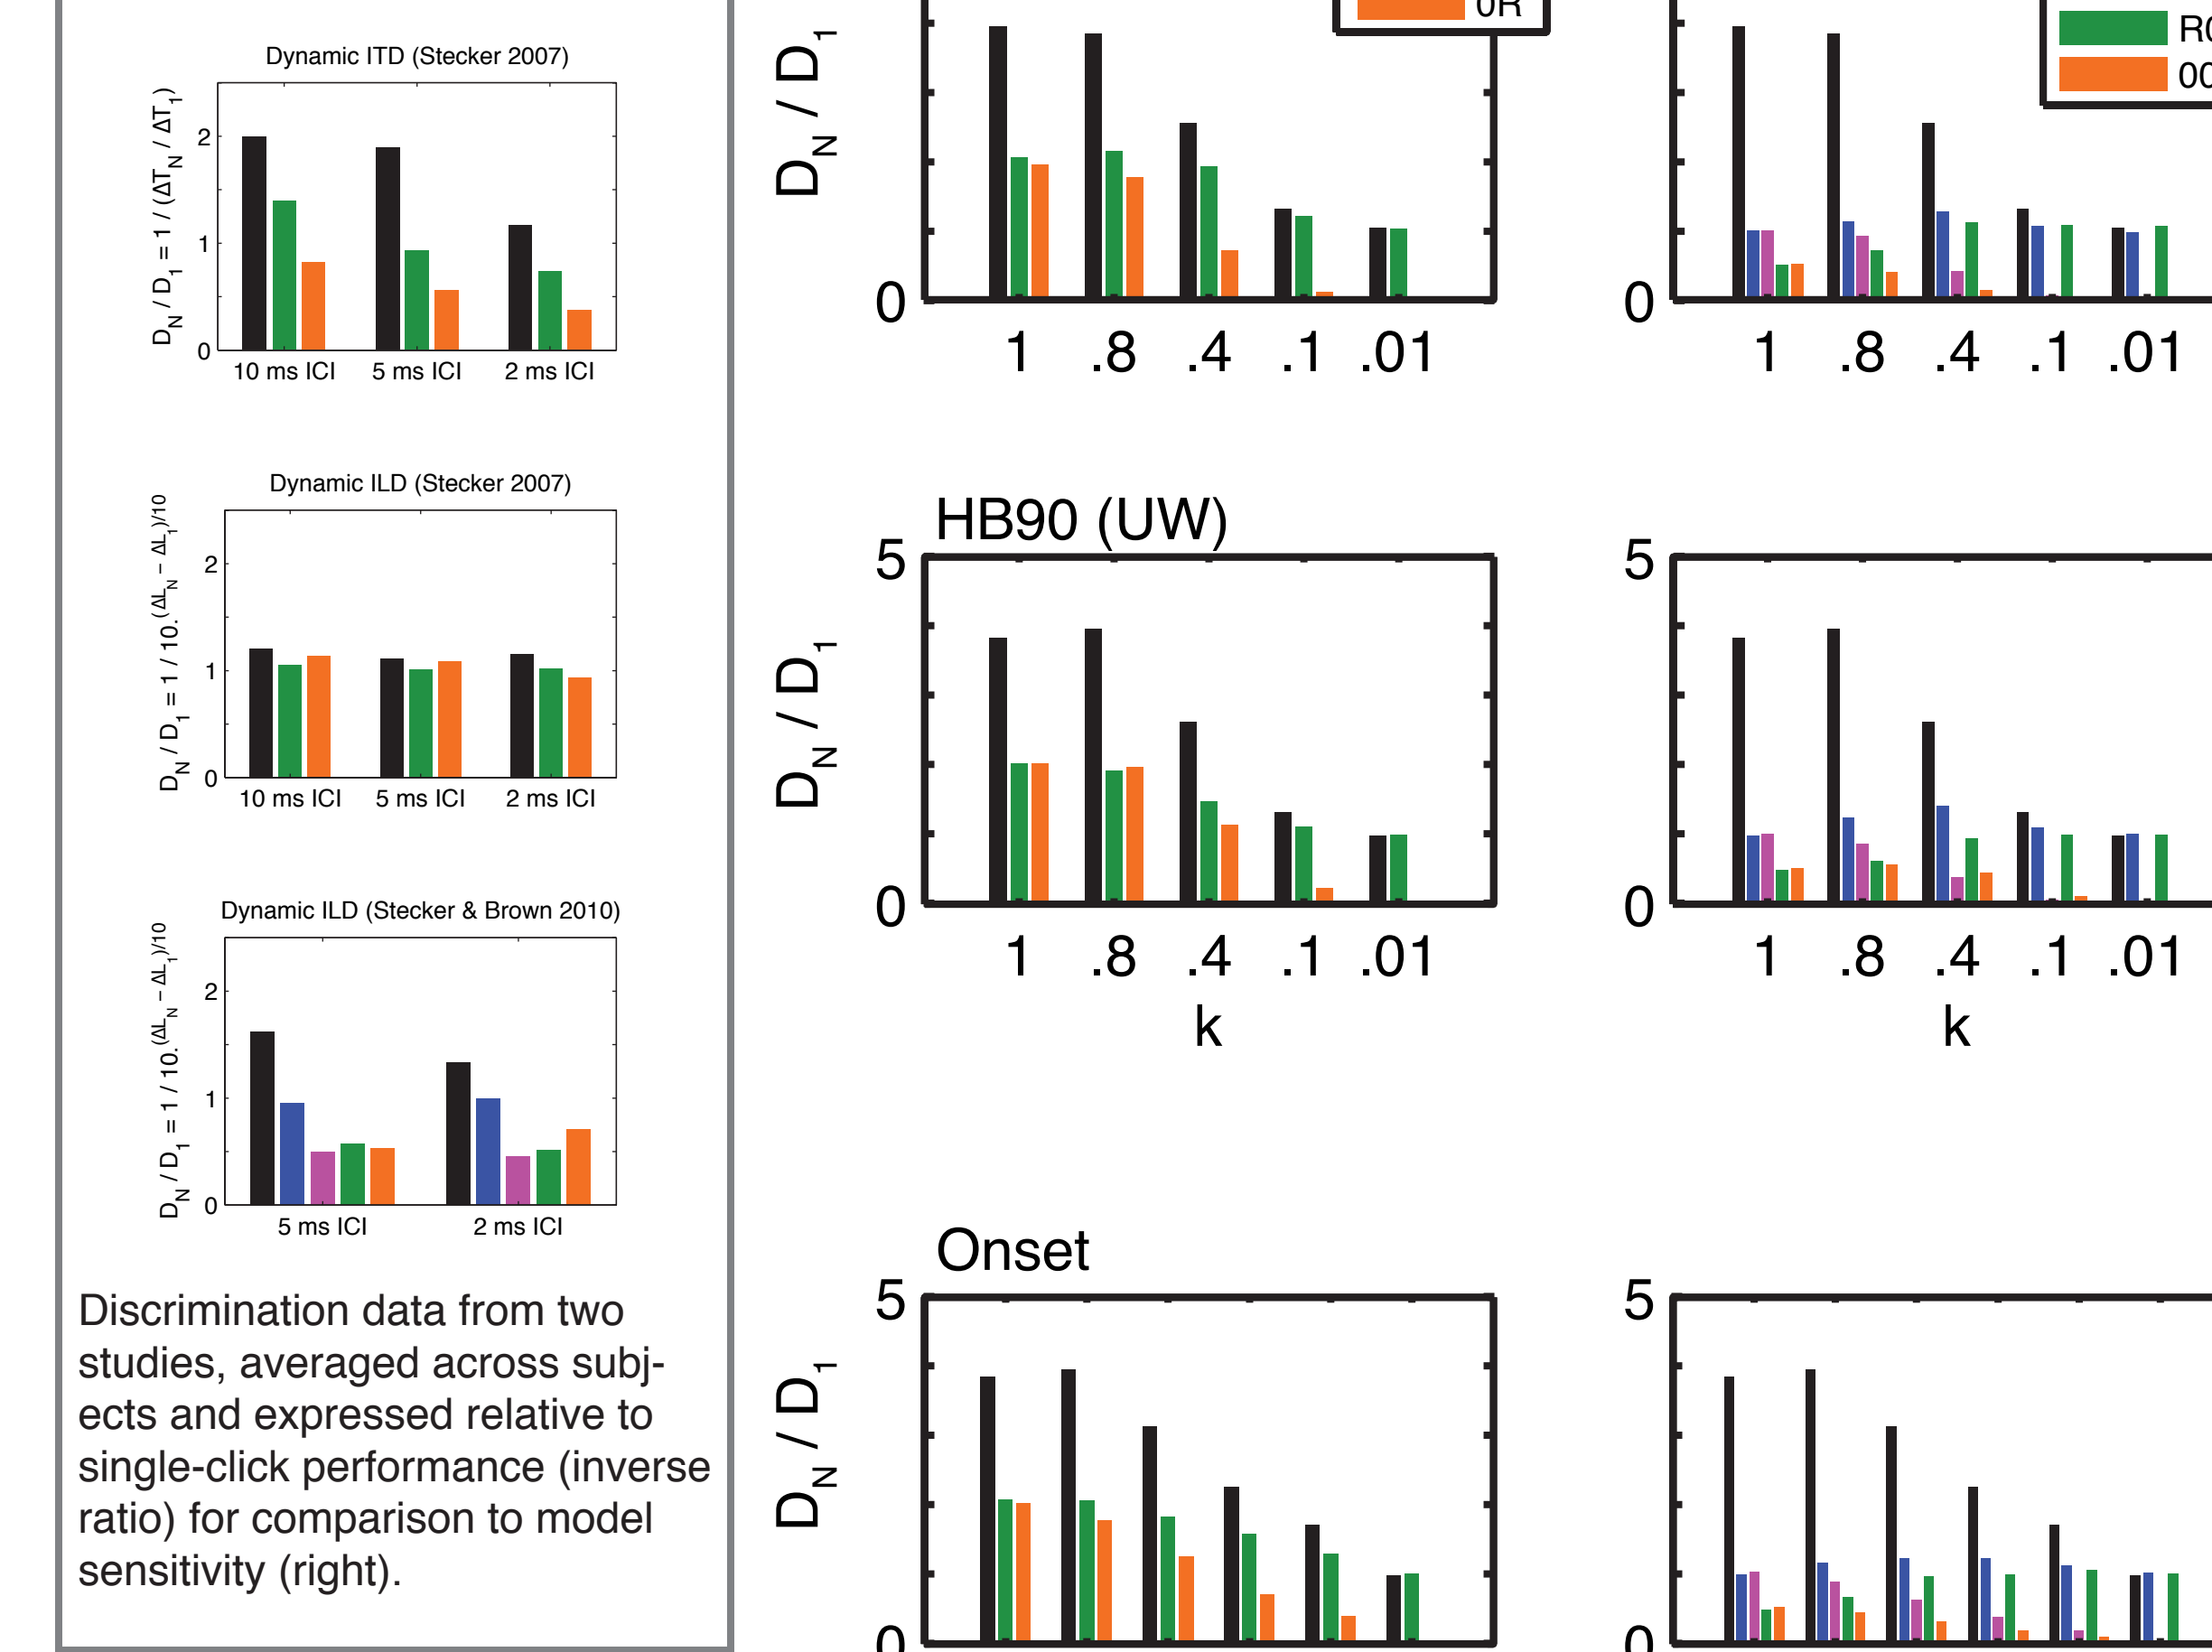 Dynamic ITD (Stecker 2007)
D_N / D_1 = 1 / (ΔT_N / ΔT_1)
2
1
0
10 ms ICI 5 ms ICI 2 ms ICI
Dynamic ILD (Stecker 2007)
D_N / D_1 = 1 / 10.^(ΔL_N − ΔL_1)/10
2
1
0
10 ms ICI 5 ms ICI 2 ms ICI
Dynamic ILD (Stecker & Brown 2010)
D_N / D_1 = 1 / 10.^(ΔL_N − ΔL_1)/10
2
1
0
5 ms ICI 2 ms ICI
Discrimination data from two
studies, averaged across subj-
ects and expressed relative to
single-click performance (inverse
ratio) for comparison to model
sensitivity (right).
0R
D_N / D_1
0
1 .8 .4 .1 .01
R0
00
0
1 .8 .4 .1 .01
HB90 (UW)
5
D_N / D_1
0
1 .8 .4 .1 .01
k
5
0
1 .8 .4 .1 .01
k
Onset
5
D_N / D_1
0
5
0